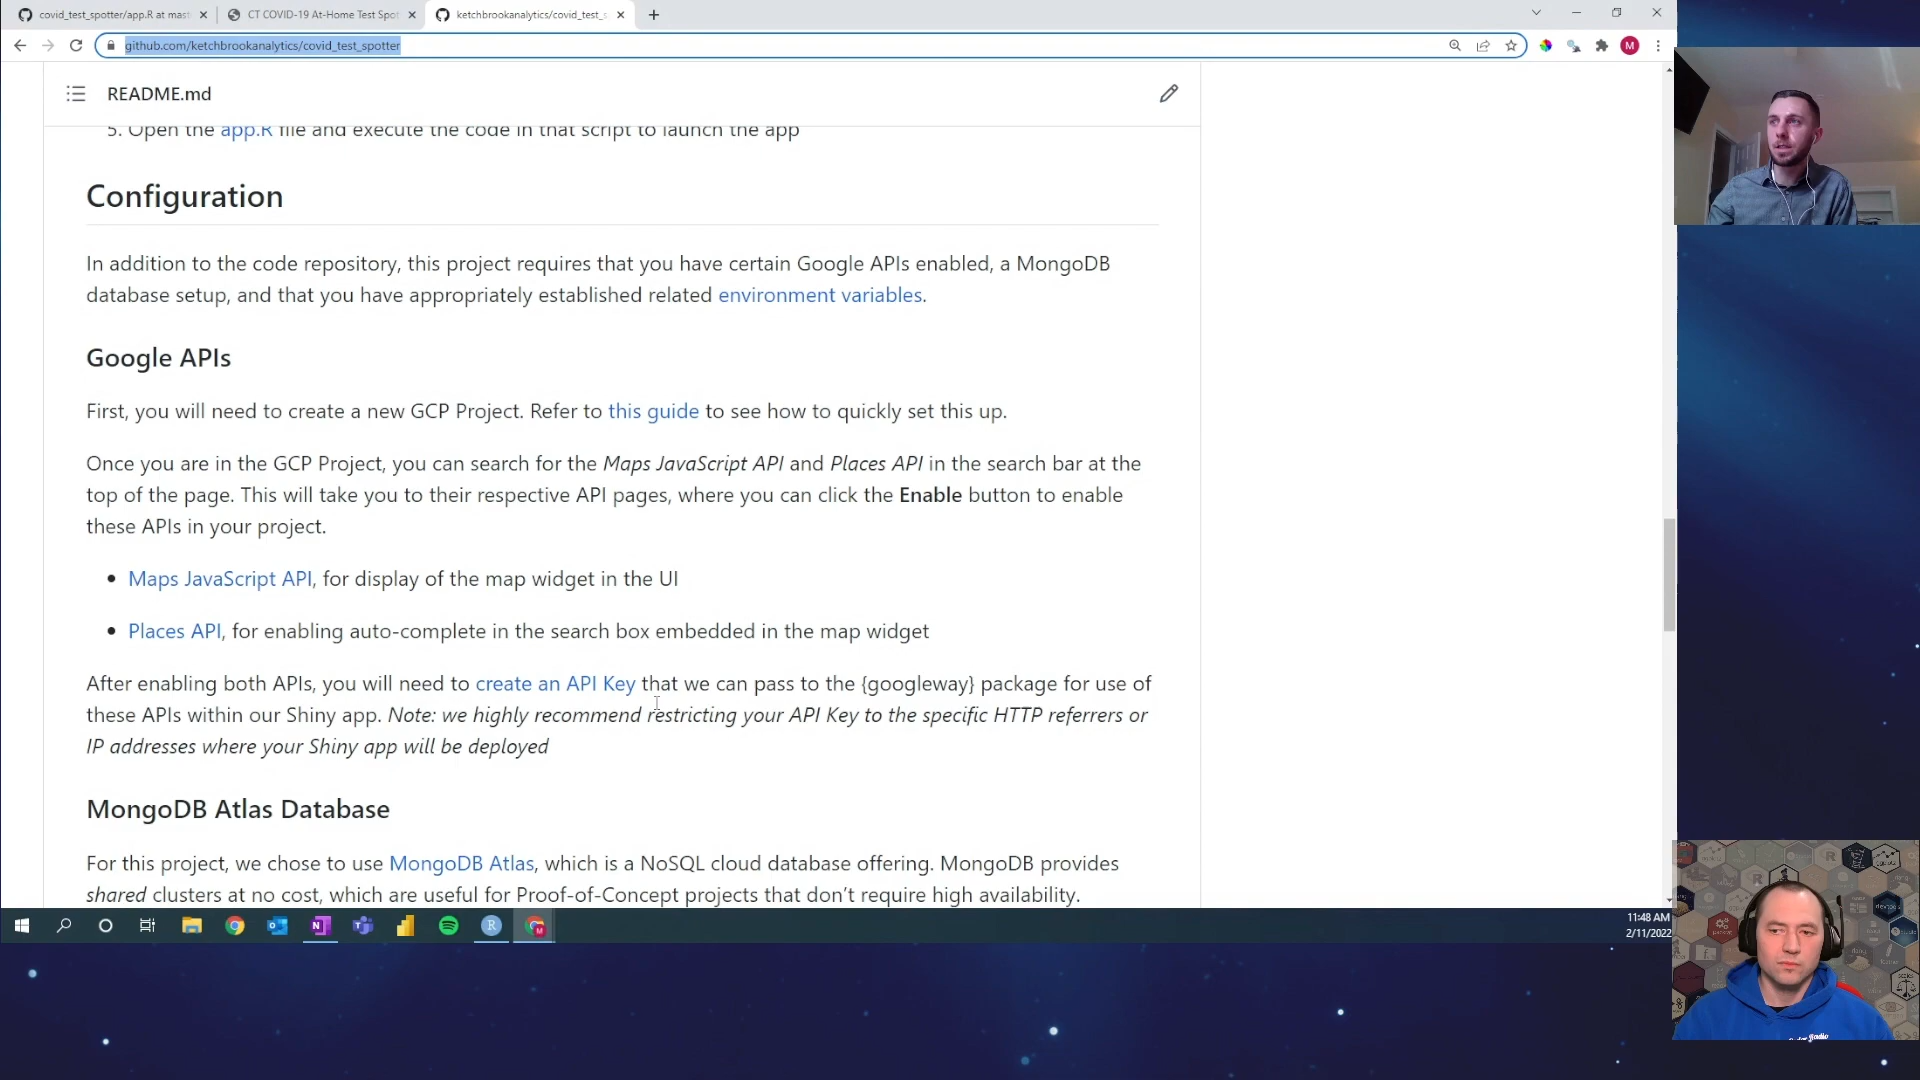 covid_test_spotter/app.R at mast
CT COVID-19 At-Home Test Spot
ketchbrookanalytics/covid_test_s
github.com/ketchbrookanalytics/covid_test_spotter
M
README.md
5. Open the app.R file and execute the code in that script to launch the app
Configuration
In addition to the code repository, this project requires that you have certain Google APIs enabled, a MongoDB
database setup, and that you have appropriately established related environment variables.
Google APIs
First, you will need to create a new GCP Project. Refer to this guide to see how to quickly set this up.
Once you are in the GCP Project, you can search for the Maps JavaScript API and Places API in the search bar at the
top of the page. This will take you to their respective API pages, where you can click the Enable button to enable
these APIs in your project.
• Maps JavaScript API, for display of the map widget in the UI
• Places API, for enabling auto-complete in the search box embedded in the map widget
After enabling both APIs, you will need to create an API Key that we can pass to the {googleway} package for use of
these APIs within our Shiny app. Note: we highly recommend restricting your API Key to the specific HTTP referrers or
IP addresses where your Shiny app will be deployed
MongoDB Atlas Database
For this project, we chose to use MongoDB Atlas, which is a NoSQL cloud database offering. MongoDB provides
shared clusters at no cost, which are useful for Proof-of-Concept projects that don't require high availability.
11:48 AM
2/11/2022